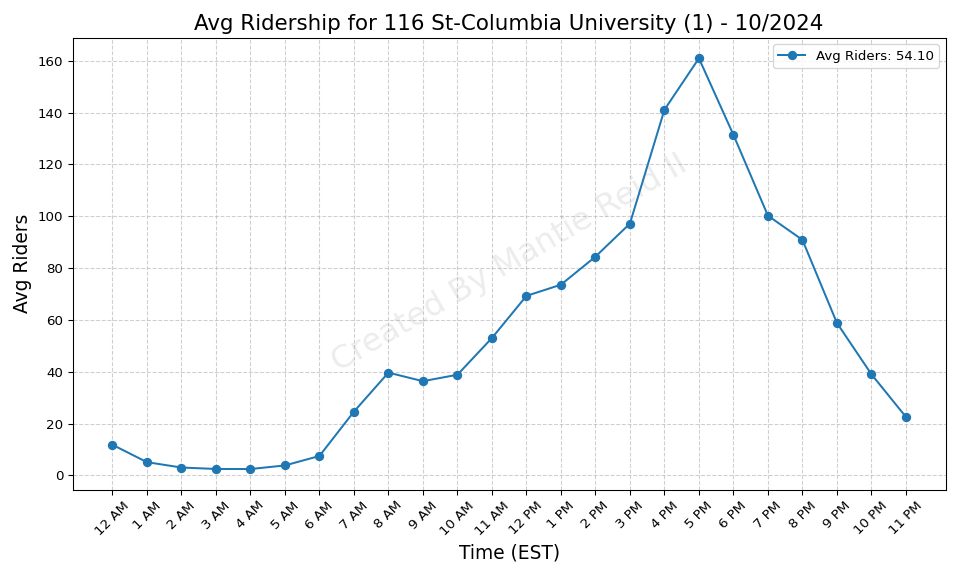 Avg Ridership for 116 St-Columbia University (1) - 10/2024
Avg Riders: 54.10
Avg Riders
160
140
120
100
80
60
40
20
0
Created By Mantie Reid II
12 AM
1 AM
2 AM
3 AM
4 AM
5 AM
6 AM
7 AM
8 AM
9 AM
10 AM
11 AM
12 PM
1 PM
2 PM
3 PM
4 PM
5 PM
6 PM
7 PM
8 PM
9 PM
10 PM
11 PM
Time (EST)